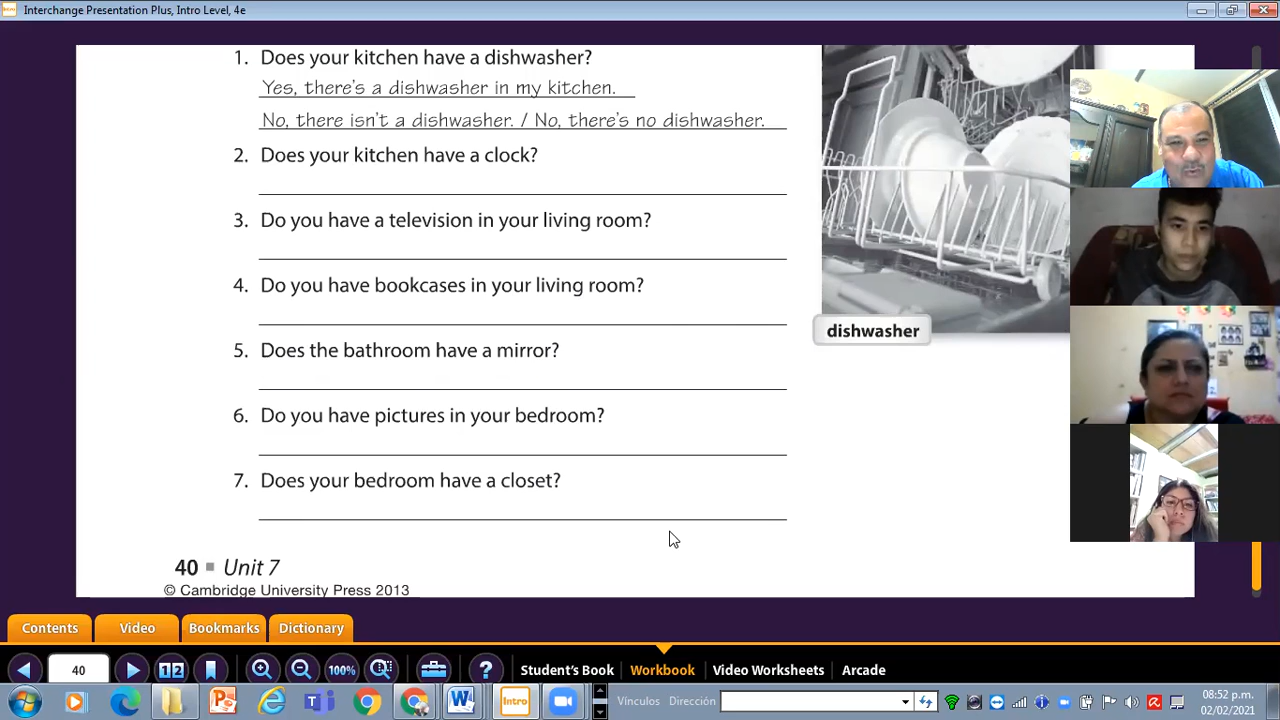 Interchange Presentation Plus, Intro Level, 4e
1. Does your kitchen have a dishwasher?
Yes, there's a dishwasher in my kitchen.
No, there isn't a dishwasher. / No, there's no dishwasher.
2. Does your kitchen have a clock?
3. Do you have a television in your living room?
4. Do you have bookcases in your living room?
dishwasher
5. Does the bathroom have a mirror?
6. Do you have pictures in your bedroom?
7. Does your bedroom have a closet?
40 Unit 7
© Cambridge University Press 2013
Contents Video Bookmarks Dictionary
40 12 100% ? Student's Book Workbook Video Worksheets Arcade
Intro Vínculos Dirección 08:52 p.m.
02/02/2021